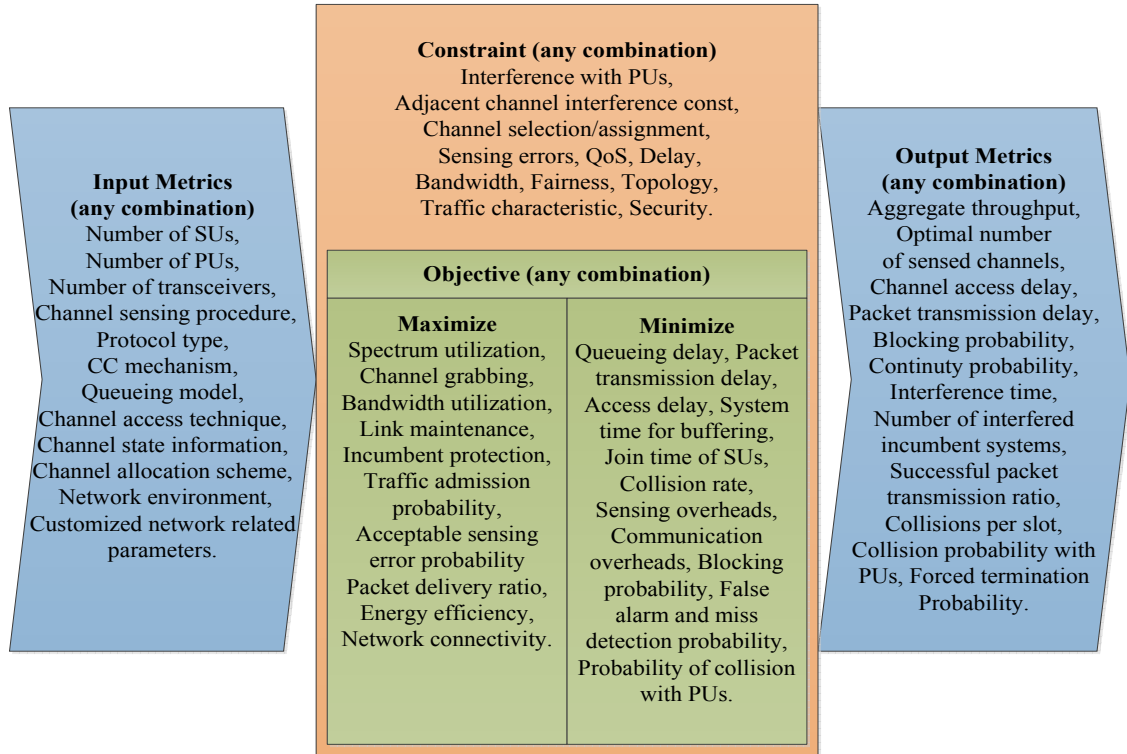 Input Metrics
(any combination)
Number of SUs,
Number of PUs,
Number of transceivers,
Channel sensing procedure,
Protocol type,
CC mechanism,
Queueing model,
Channel access technique,
Channel state information,
Channel allocation scheme,
Network environment,
Customized network related
parameters.
Constraint (any combination)
Interference with PUs,
Adjacent channel interference const,
Channel selection/assignment,
Sensing errors, QoS, Delay,
Bandwidth, Fairness, Topology,
Traffic characteristic, Security.
Objective (any combination)
Maximize
Spectrum utilization,
Channel grabbing,
Bandwidth utilization,
Link maintenance,
Incumbent protection,
Traffic admission
probability,
Acceptable sensing
error probability
Packet delivery ratio,
Energy efficiency,
Network connectivity.
Minimize
Queueing delay, Packet
transmission delay,
Access delay, System
time for buffering,
Join time of SUs,
Collision rate,
Sensing overheads,
Communication
overheads, Blocking
probability, False
alarm and miss
detection probability,
Probability of collision
with PUs.
Output Metrics
(any combination)
Aggregate throughput,
Optimal number
of sensed channels,
Channel access delay,
Packet transmission delay,
Blocking probability,
Continuty probability,
Interference time,
Number of interfered
incumbent systems,
Successful packet
transmission ratio,
Collisions per slot,
Collision probability with
PUs, Forced termination
Probability.